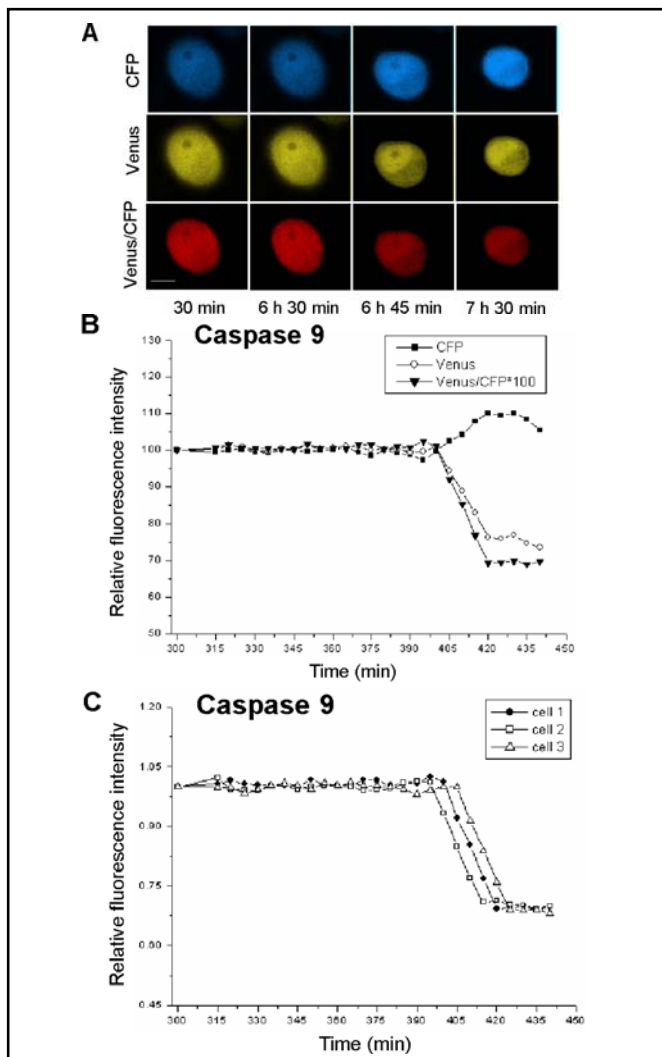 A
CFP
Venus
Venus/CFP
30 min 6 h 30 min 6 h 45 min 7 h 30 min
B
Caspase 9
CFP
Venus
Venus/CFP*100
Relative fluorescence intensity
130
120
110
100
90
80
70
60
50
300 315 330 345 360 375 390 405 420 435 450
Time (min)
C
Caspase 9
cell 1
cell 2
cell 3
Relative fluorescence intensity
1.20
1.05
0.90
0.75
0.60
0.45
300 315 330 345 360 375 390 405 420 435 450
Time (min)